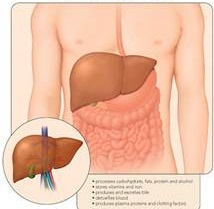 • processes carbohydrates, fats, protein and alcohol
• stores vitamins and iron
• produces and excretes bile
• detoxifies blood
• produces plasma proteins and clotting factors